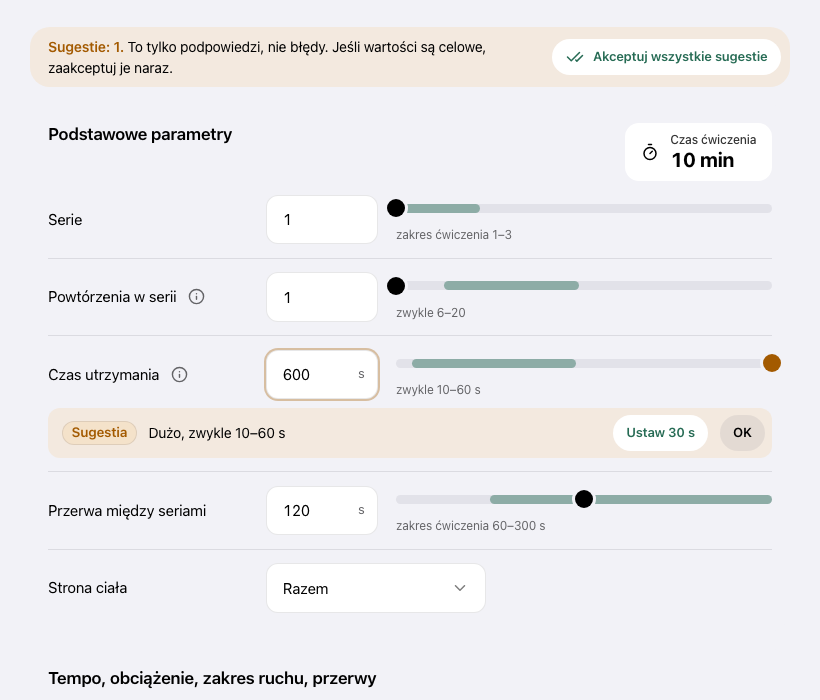 Sugestie: 1. To tylko podpowiedzi, nie błędy. Jeśli wartości są celowe,
zaakceptuj je naraz.
Akceptuj wszystkie sugestie
Podstawowe parametry
Czas ćwiczenia
10 min
Serie
1
zakres ćwiczenia 1–3
Powtórzenia w serii
1
zwykle 6–20
Czas utrzymania
600 s
zwykle 10–60 s
Sugestia Dużo, zwykle 10–60 s
Ustaw 30 s
OK
Przerwa między seriami
120 s
zakres ćwiczenia 60–300 s
Strona ciała
Razem
Tempo, obciążenie, zakres ruchu, przerwy